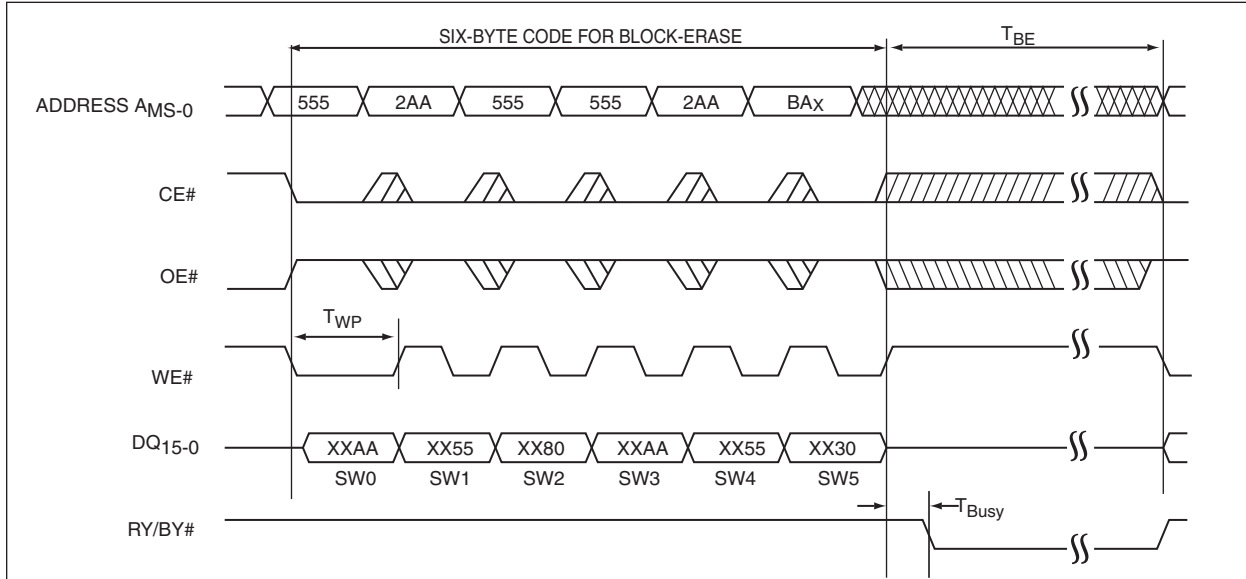 SIX-BYTE CODE FOR BLOCK-ERASE
TBE
ADDRESS AMS-0
555 2AA 555 555 2AA BAX
CE#
OE#
TWP
WE#
DQ15-0
XXAA XX55 XX80 XXAA XX55 XX30
SW0 SW1 SW2 SW3 SW4 SW5
TBusy
RY/BY#